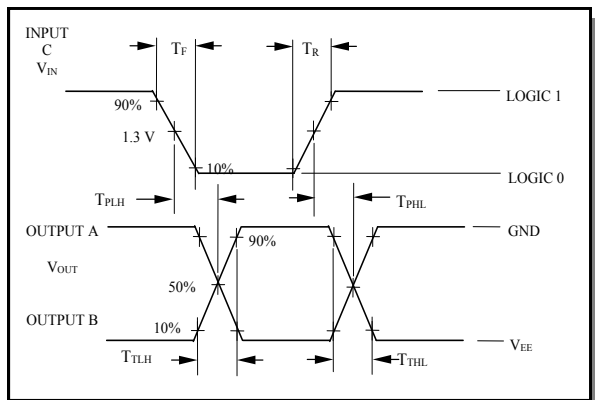 INPUT
C
VIN
TF
TR
90%
LOGIC 1
1.3 V
10%
LOGIC 0
TPLH
TPHL
OUTPUT A
90%
GND
VOUT
50%
OUTPUT B
10%
VEE
TTLH
TTHL